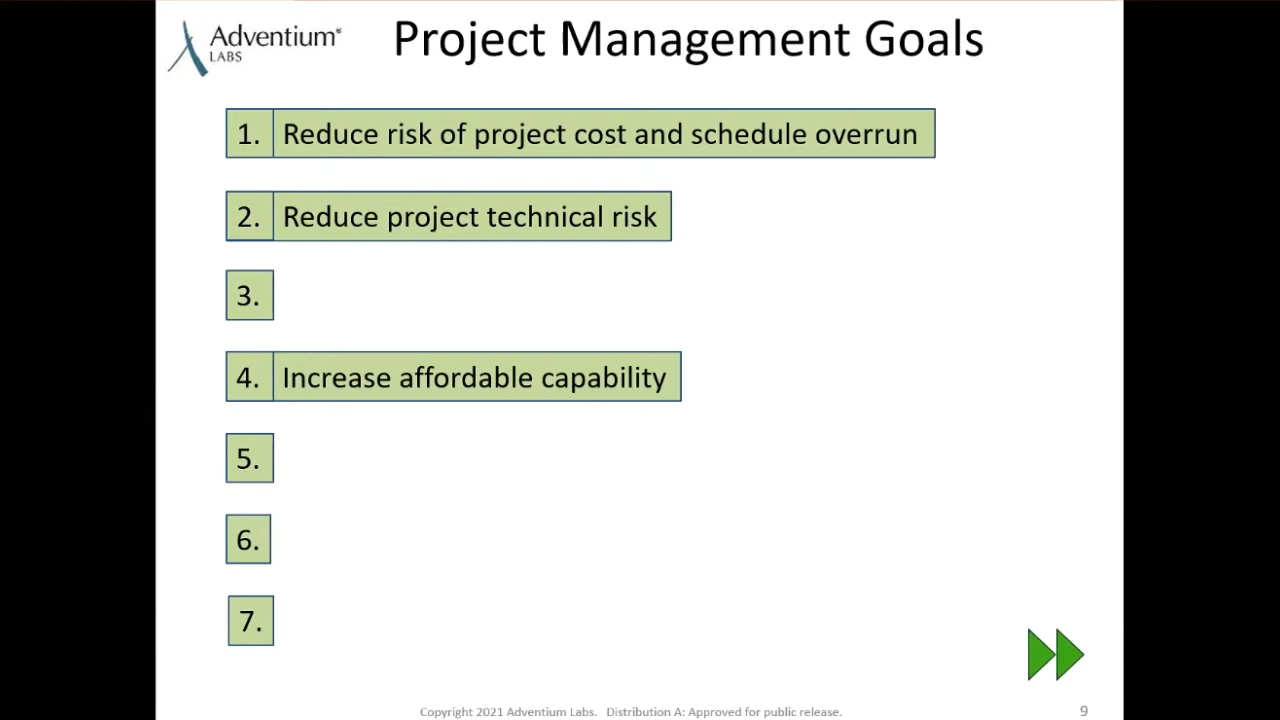 Adventium®
LABS
Project Management Goals
1. Reduce risk of project cost and schedule overrun
2. Reduce project technical risk
3.
4. Increase affordable capability
5.
6.
7.
Copyright 2021 Adventium Labs. Distribution A: Approved for public release.
9